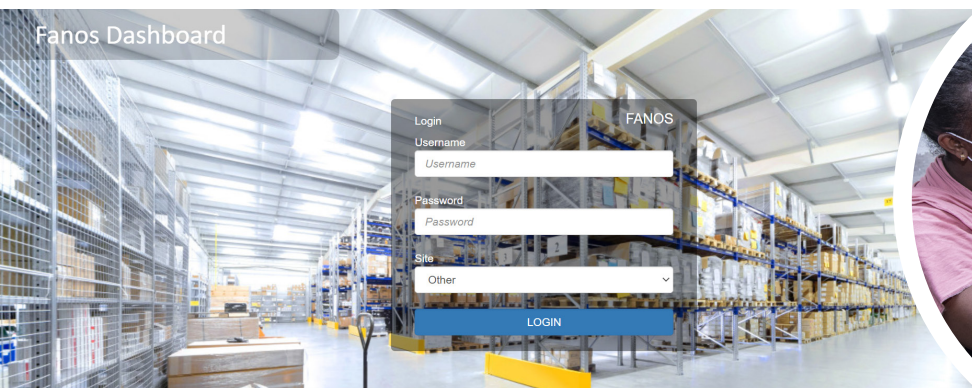 Fanos Dashboard
Login
FANOS
Username
Username
Password
Password
Site
Other
LOGIN